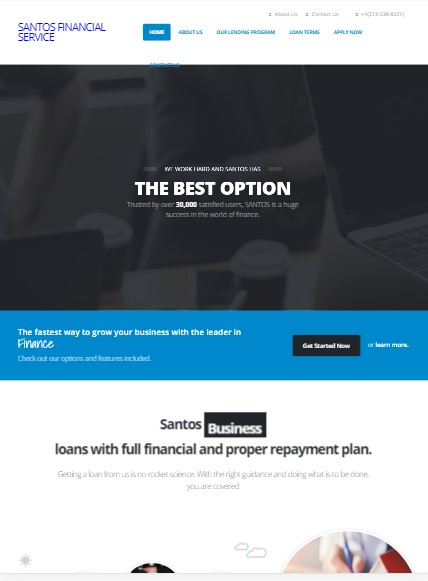 About Us
Contact Us
+1(213-538-8221)
SANTOS FINANCIAL
SERVICE
HOME
ABOUT US
OUR LENDING PROGRAM
LOAN TERMS
APPLY NOW
CONTACT US
WE WORK HARD AND SANTOS HAS
THE BEST OPTION
Trusted by over 30,000 satisfied users, SANTOS is a huge
success in the world of finance.
The fastest way to grow your business with the leader in
Finance
Check out our options and features included.
Get Started Now
or learn more.
Santos Business
loans with full financial and proper repayment plan.
Getting a loan from us is no rocket science. With the right guidance and doing what is to be done,
you are covered